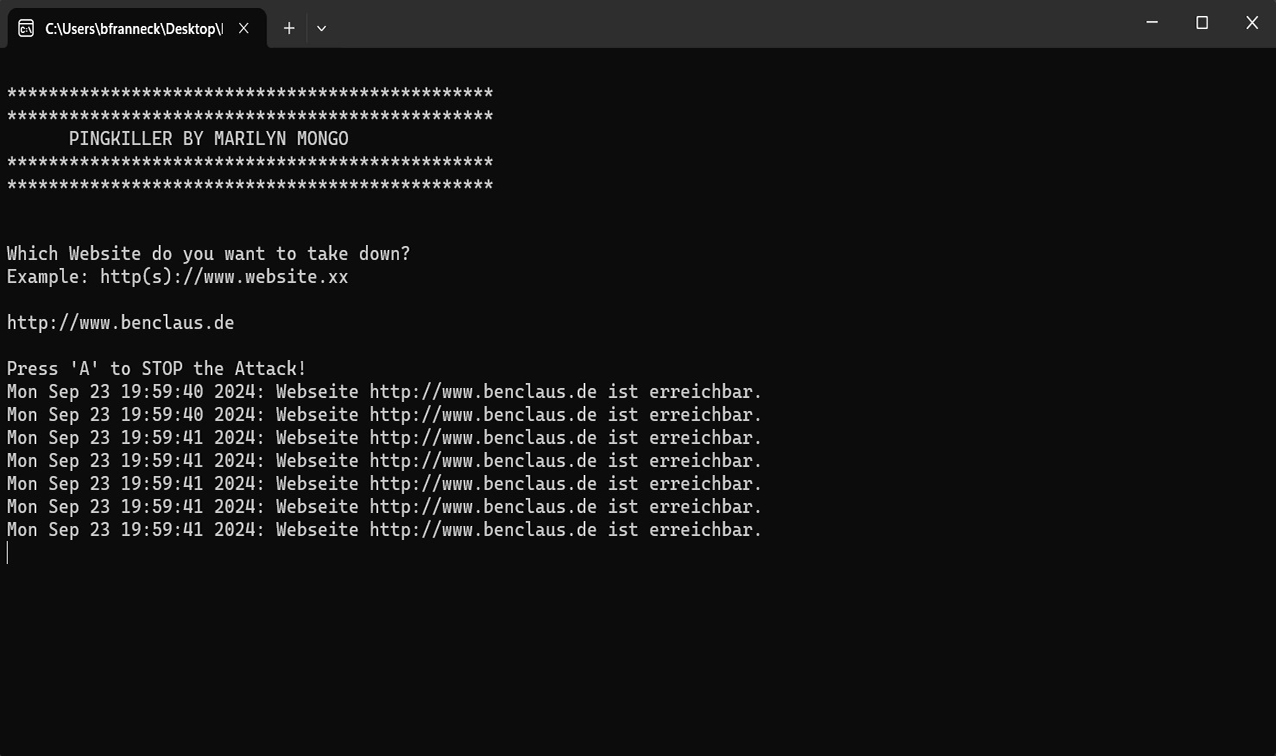 C:\Users\bfranneck\Desktop\
***********************************************
***********************************************
PINGKILLER BY MARILYN MONGO
***********************************************
***********************************************
Which Website do you want to take down?
Example: http(s)://www.website.xx
http://www.benclaus.de
Press 'A' to STOP the Attack!
Mon Sep 23 19:59:40 2024: Webseite http://www.benclaus.de ist erreichbar.
Mon Sep 23 19:59:40 2024: Webseite http://www.benclaus.de ist erreichbar.
Mon Sep 23 19:59:41 2024: Webseite http://www.benclaus.de ist erreichbar.
Mon Sep 23 19:59:41 2024: Webseite http://www.benclaus.de ist erreichbar.
Mon Sep 23 19:59:41 2024: Webseite http://www.benclaus.de ist erreichbar.
Mon Sep 23 19:59:41 2024: Webseite http://www.benclaus.de ist erreichbar.
Mon Sep 23 19:59:41 2024: Webseite http://www.benclaus.de ist erreichbar.